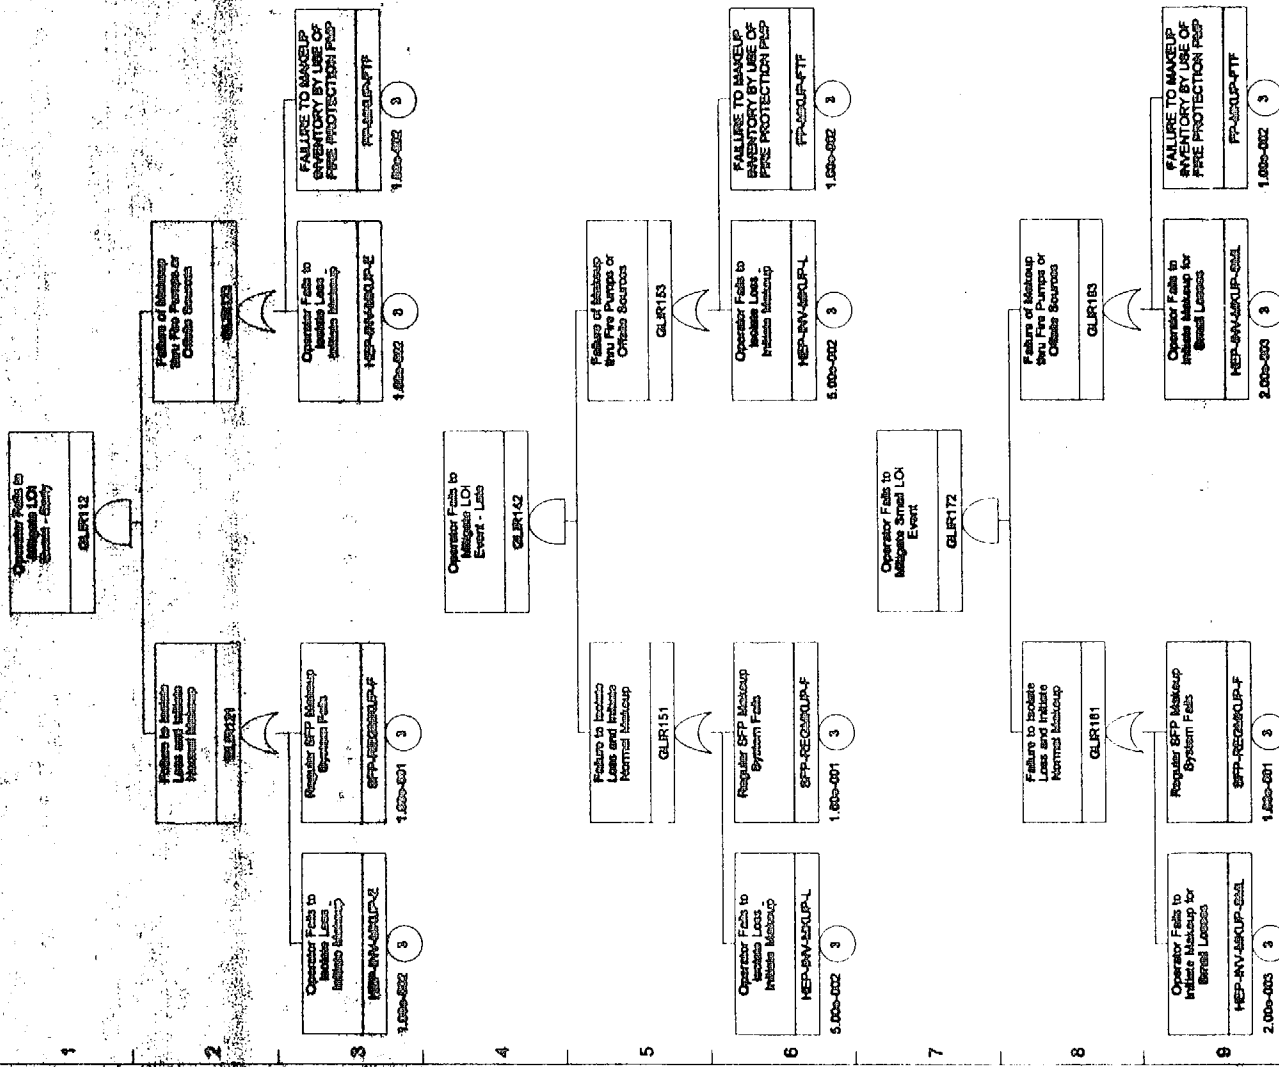 1
Operator Fails to
Mitigate LOI
Event - Early
GLIR112
2
Failure to Isolate
Loss and Initiate
Normal Makeup
GLIR121
Failure of Makeup
thru Fire Pumps or
Offsite Sources
3
Operator Fails to
Isolate Loss _
Initiate Makeup
HEP-INV-MKUP-E
3
Regular SFP Makeup
System Fails
SFP-REGMKUP-F
1.00e-001
3
Operator Fails to
Isolate Loss _
Initiate Makeup
HEP-INV-MKUP-E
1.00e-002
3
FAILURE TO MAKEUP
INVENTORY BY USE OF
FIRE PROTECTION PMP
FP-MKUP-FTF
1.00e-002
3
4
Operator Fails to
Mitigate LOI
Event - Late
GLIR142
5
Failure to Isolate
Loss and Initiate
Normal Makeup
GLIR151
Failure of Makeup
thru Fire Pumps or
Offsite Sources
GLIR153
6
Operator Fails to
Isolate Loss _
Initiate Makeup
HEP-INV-MKUP-L
5.00e-002
3
Regular SFP Makeup
System Fails
SFP-REGMKUP-F
1.00e-001
3
Operator Fails to
Isolate Loss _
Initiate Makeup
HEP-INV-MKUP-L
5.00e-002
3
FAILURE TO MAKEUP
INVENTORY BY USE OF
FIRE PROTECTION PMP
FP-MKUP-FTF
1.00e-002
3
7
Operator Fails to
Mitigate Small LOI
Event
GLIR172
8
Failure to Isolate
Loss and Initiate
Normal Makeup
GLIR181
Failure of Makeup
thru Fire Pumps or
Offsite Sources
GLIR183
9
Operator Fails to
Initiate Makeup for
Small Losses
HEP-INV-MKUP-SML
2.00e-003
3
Regular SFP Makeup
System Fails
SFP-REGMKUP-F
1.00e-001
3
Operator Fails to
Initiate Makeup for
Small Losses
HEP-INV-MKUP-SML
2.00e-003
3
FAILURE TO MAKEUP
INVENTORY BY USE OF
FIRE PROTECTION PMP
FP-MKUP-FTF
1.00e-002
3